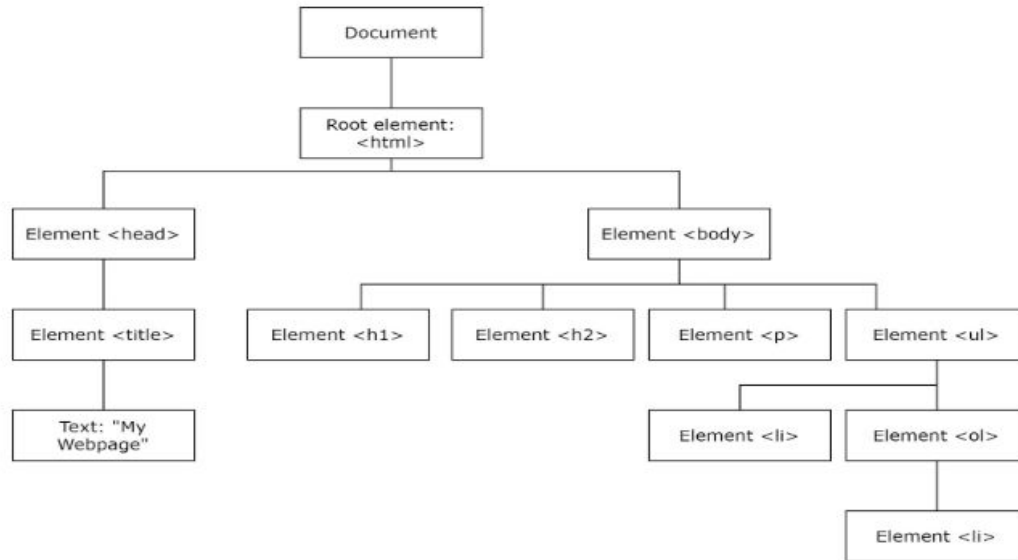 Document
Root element:
<html>
Element <head>
Element <body>
Element <title>
Element <h1>
Element <h2>
Element <p>
Element <ul>
Text: "My
Webpage"
Element <li>
Element <ol>
Element <li>